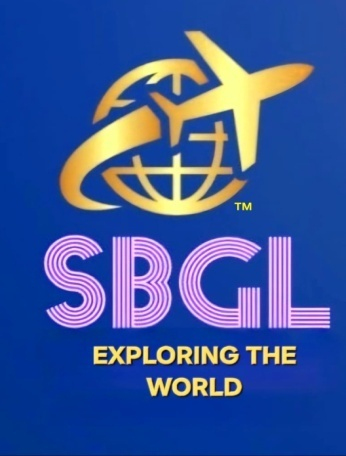 TM
SBGL
EXPLORING THE
WORLD